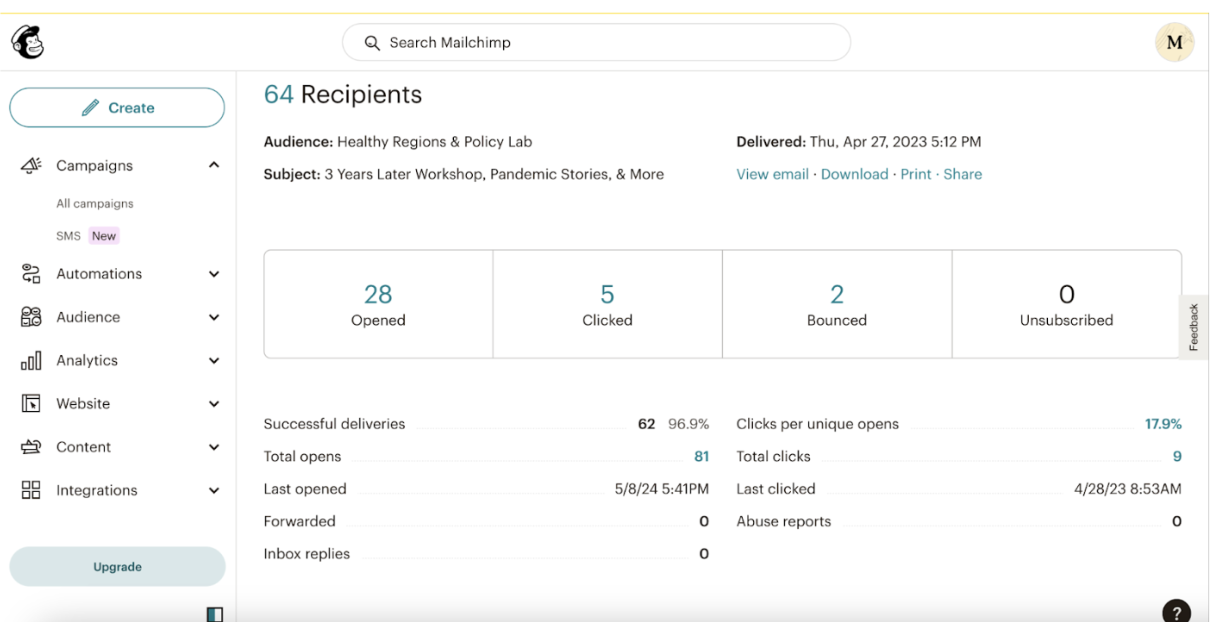 Search Mailchimp
M
Create
Campaigns
All campaigns
SMS New
Automations
Audience
Analytics
Website
Content
Integrations
Upgrade
64 Recipients
Audience: Healthy Regions & Policy Lab
Delivered: Thu, Apr 27, 2023 5:12 PM
Subject: 3 Years Later Workshop, Pandemic Stories, & More
View email · Download · Print · Share
28
Opened
5
Clicked
2
Bounced
0
Unsubscribed
Successful deliveries 62 96.9%
Total opens 81
Last opened 5/8/24 5:41PM
Forwarded 0
Inbox replies 0
Clicks per unique opens 17.9%
Total clicks 9
Last clicked 4/28/23 8:53AM
Abuse reports 0
Feedback
?